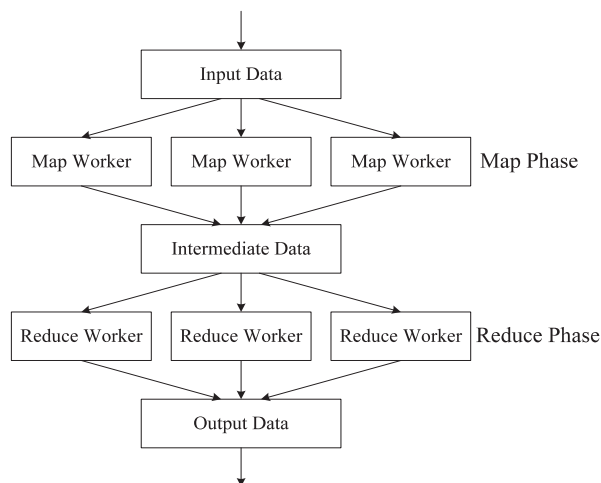 Input Data
Map Worker
Map Worker
Map Worker
Map Phase
Intermediate Data
Reduce Worker
Reduce Worker
Reduce Worker
Reduce Phase
Output Data